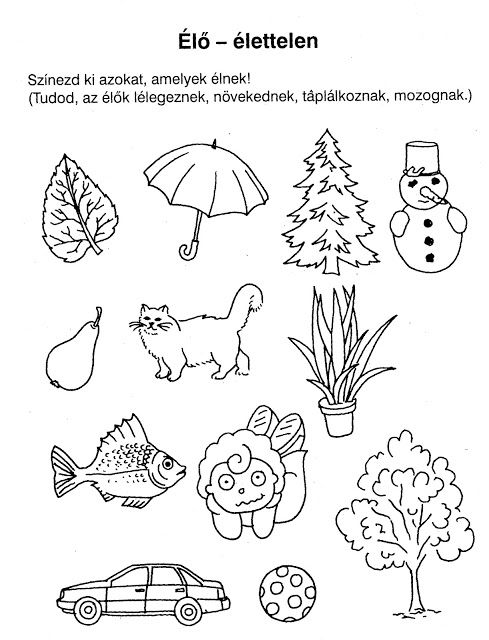 Élő – élettelen
Színezd ki azokat, amelyek élnek!
(Tudod, az élők lélegeznek, növekednek, táplálkoznak, mozognak.)